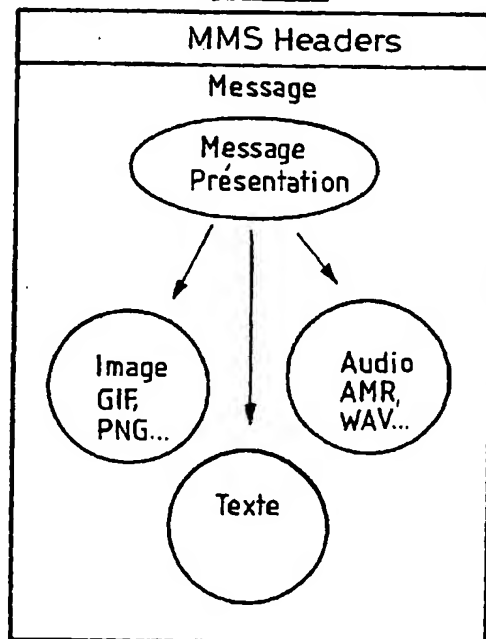 MMS Headers
Message
Message
Présentation
Image
GIF,
PNG...
Audio
AMR,
WAV...
Texte